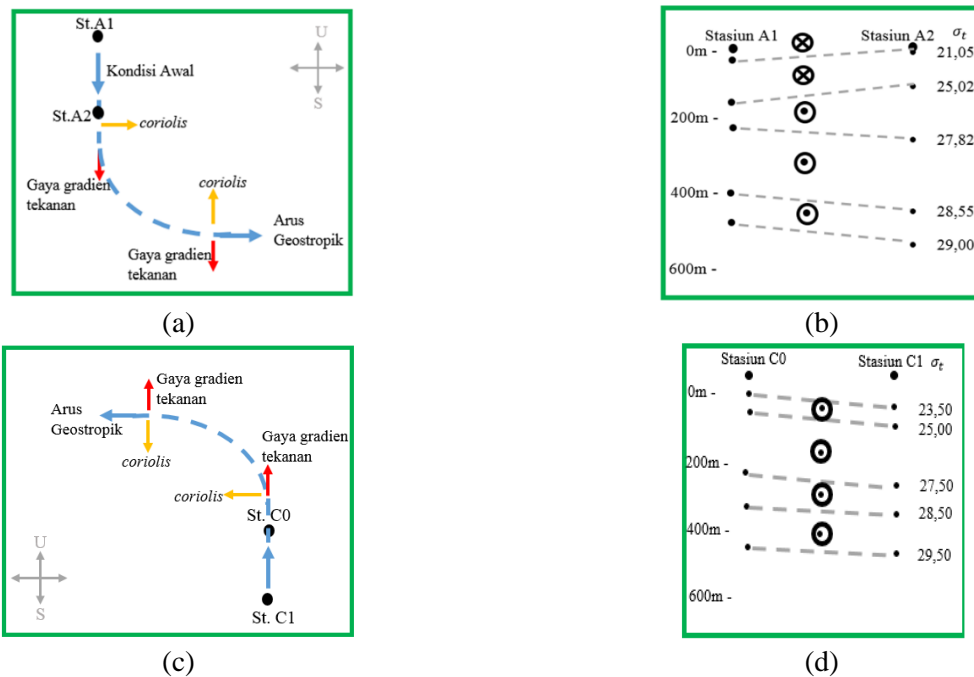 St.A1
Kondisi Awal
U
S
St.A2
coriolis
Gaya gradien
tekanan
coriolis
Arus
Geostropik
Gaya gradien
tekanan
(a)
Stasiun A1
Stasiun A2
σt
0m -
21,05
25,02
200m -
27,82
400m -
28,55
29,00
600m -
(b)
Gaya gradien
tekanan
Arus
Geostropik
coriolis
Gaya gradien
tekanan
coriolis
St. C0
U
S
St. C1
(c)
Stasiun C0
Stasiun C1 σt
0m -
23,50
25,00
200m -
27,50
28,50
400m -
29,50
600m -
(d)